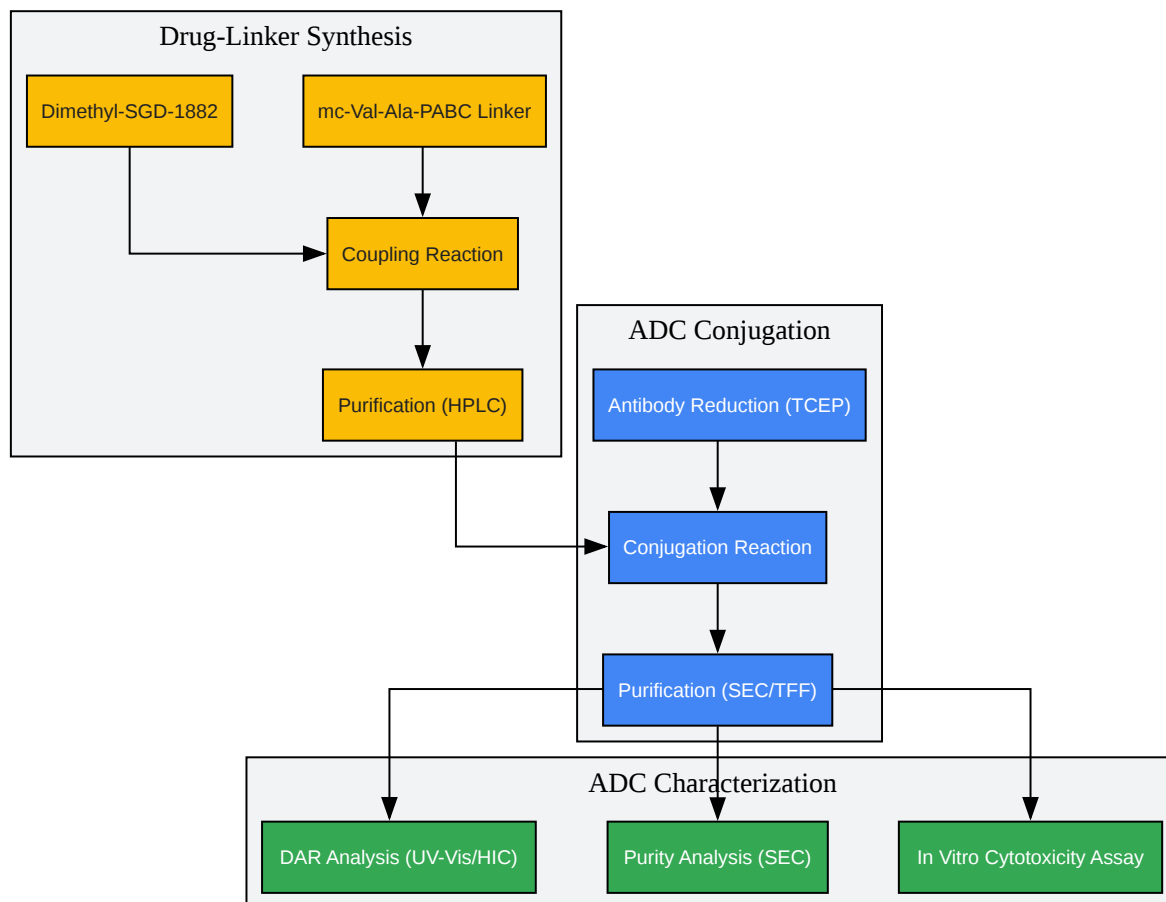 Drug-Linker Synthesis
Dimethyl-SGD-1882
mc-Val-Ala-PABC Linker
Coupling Reaction
Purification (HPLC)
ADC Conjugation
Antibody Reduction (TCEP)
Conjugation Reaction
Purification (SEC/TFF)
ADC Characterization
DAR Analysis (UV-Vis/HIC)
Purity Analysis (SEC)
In Vitro Cytotoxicity Assay